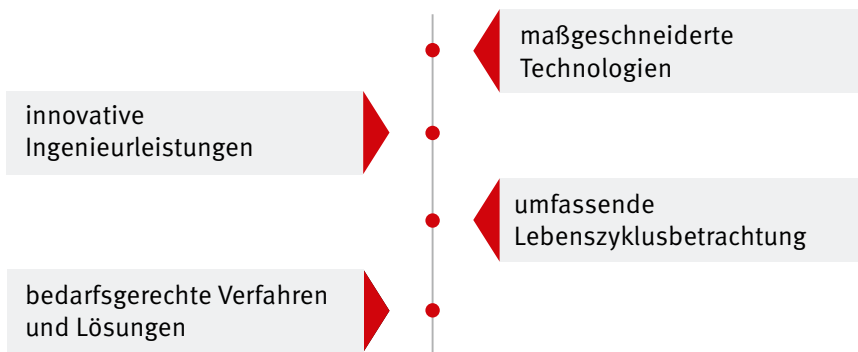 maßgeschneiderte
Technologien
innovative
Ingenieurleistungen
umfassende
Lebenszyklusbetrachtung
bedarfsgerechte Verfahren
und Lösungen